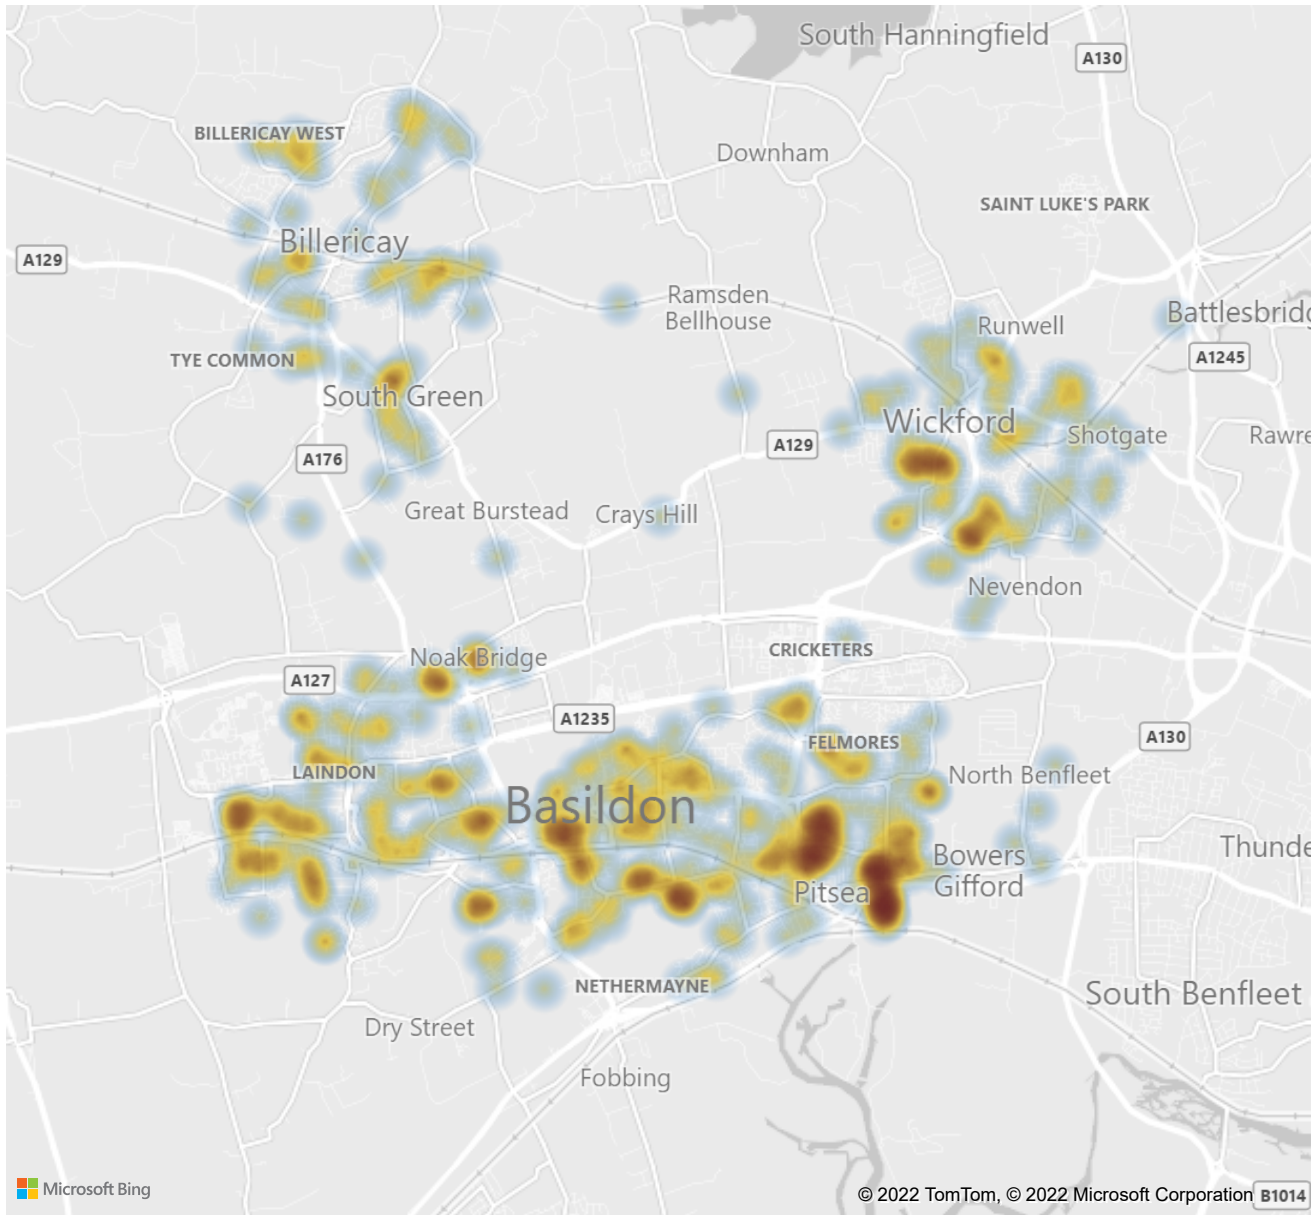 South Hanningfield
A130
BILLERICAY WEST
Downham
SAINT LUKE'S PARK
Billericay
A129
Ramsden
Bellhouse
Battlesbridg
Runwell
TYE COMMON
A1245
South Green
Wickford
Shotgate
Rawre
A129
A176
Great Burstead
Crays Hill
Nevendon
CRICKETERS
Noak Bridge
A127
A1235
A130
FELMORES
LAINDON
North Benfleet
Basildon
Thunde
Bowers
Gifford
Pitsea
NETHERMAYNE
South Benfleet
Dry Street
Fobbing
Microsoft Bing
© 2022 TomTom, © 2022 Microsoft Corporation
B1014